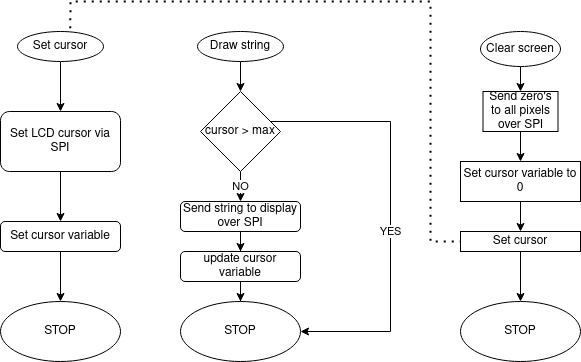 Set cursor
Set LCD cursor via
SPI
Set cursor variable
STOP
Draw string
cursor > max
NO
YES
Send string to display
over SPI
update cursor
variable
STOP
Clear screen
Send zero's
to all pixels
over SPI
Set cursor variable to
0
Set cursor
STOP